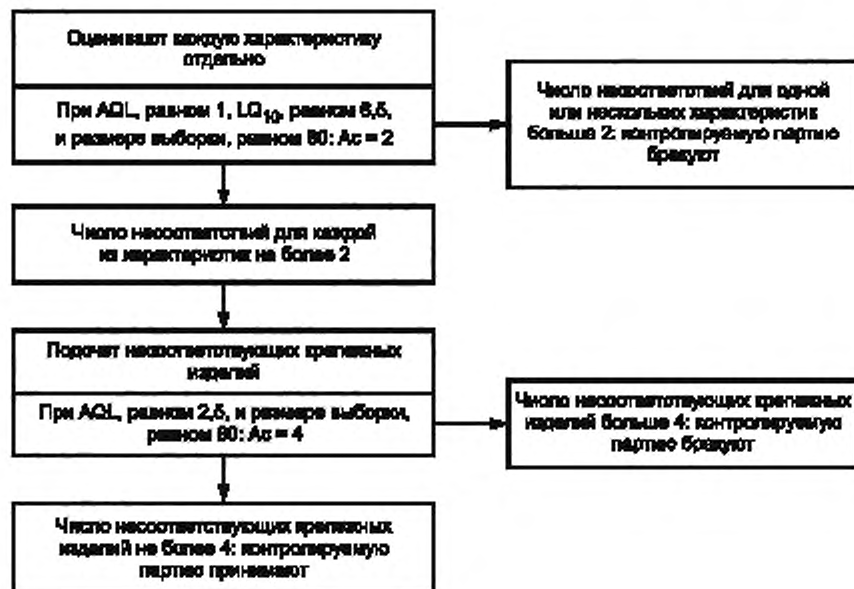 Оценивают каждую характеристику
отдельно
При AQL, равном 1, LQ10, равном 6,5,
и размере выборки, равном 80: Ac = 2
Число несоответствий для одной
или нескольких характеристик
больше 2: контролируемую партию
бракуют
Число несоответствий для каждой
из характеристик не более 2
Подсчет несоответствующих крепежных
изделий
При AQL, равном 2,5, и размере выборки,
равном 80: Ac = 4
Число несоответствующих крепежных
изделий больше 4: контролируемую
партию бракуют
Число несоответствующих крепежных
изделий не более 4: контролируемую
партию принимают